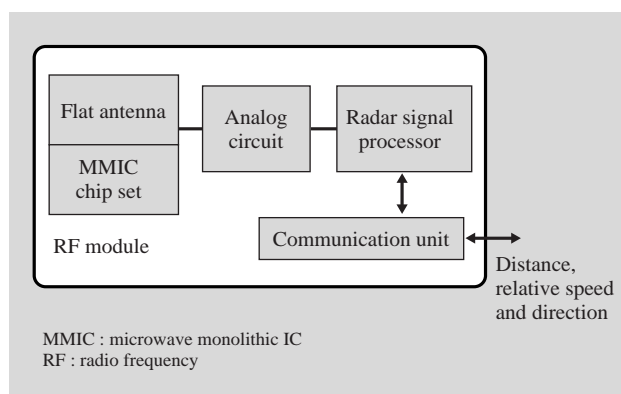 Flat antenna
MMIC
chip set
RF module
Analog
circuit
Radar signal
processor
Communication unit
Distance,
relative speed
and direction
MMIC : microwave monolithic IC
RF : radio frequency